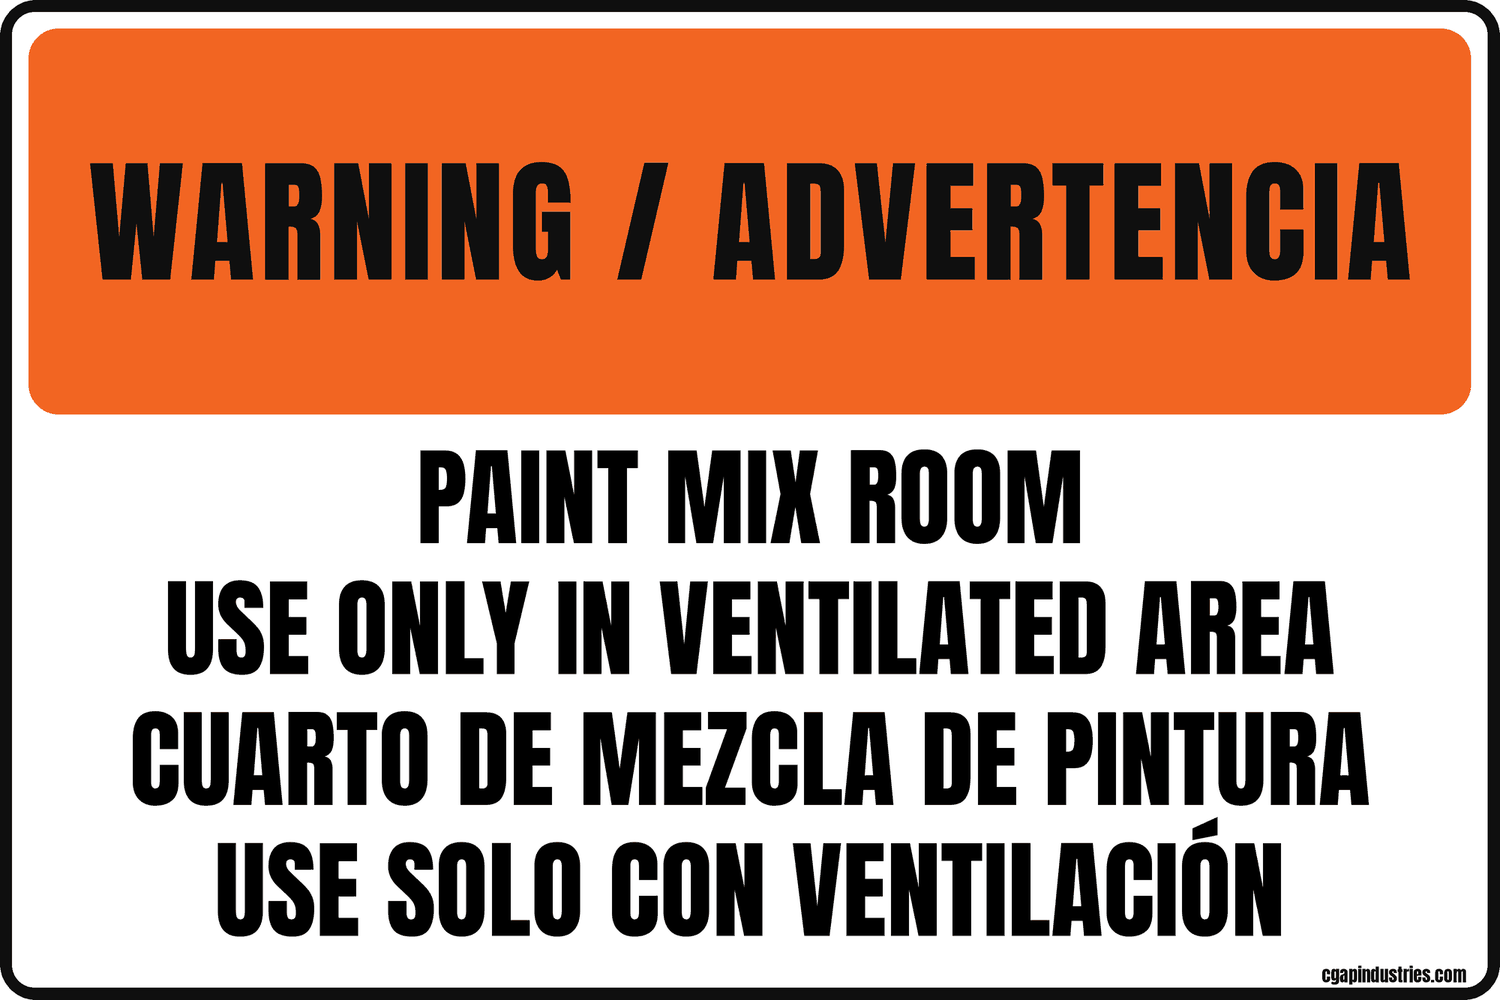 WARNING / ADVERTENCIA
PAINT MIX ROOM
USE ONLY IN VENTILATED AREA
CUARTO DE MEZCLA DE PINTURA
USE SOLO CON VENTILACIÓN
cgapindustries.com